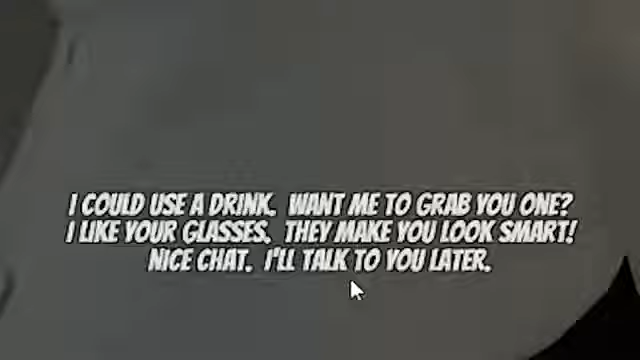 I COULD USE A DRINK. WANT ME TO GRAB YOU ONE?
I LIKE YOUR GLASSES. THEY MAKE YOU LOOK SMART!
NICE CHAT. I'LL TALK TO YOU LATER.